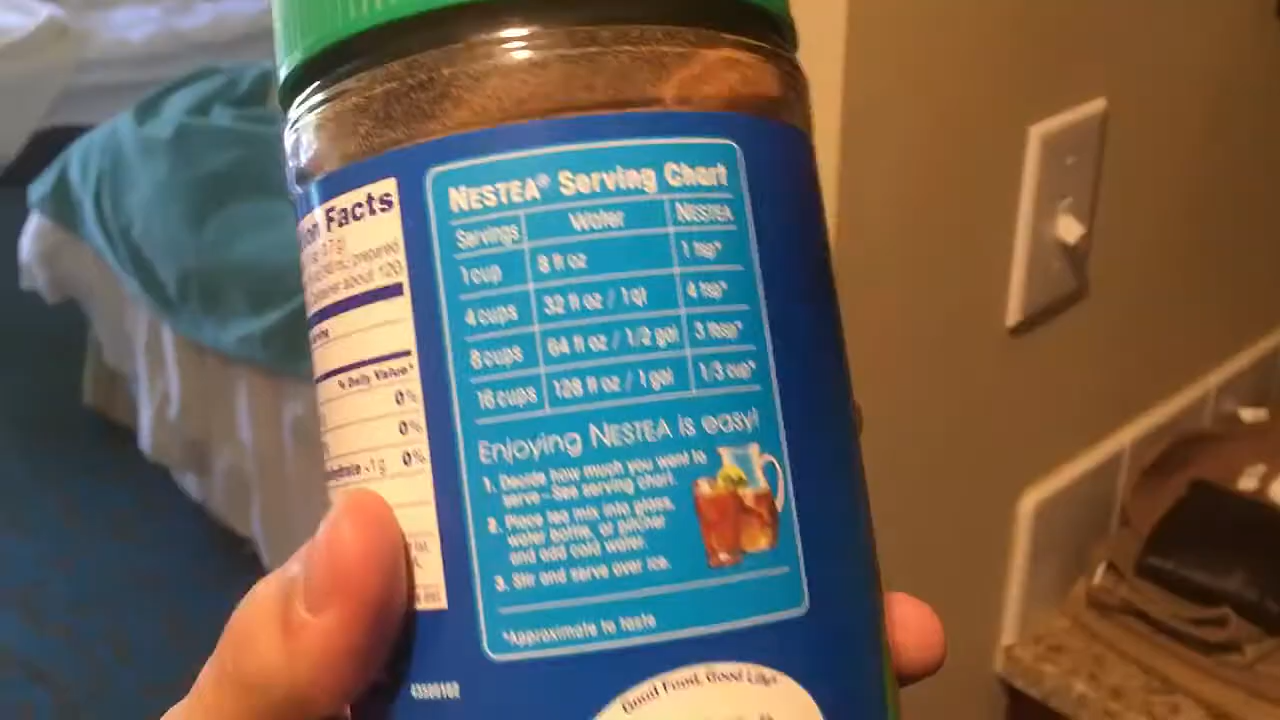 NESTEA® Serving Chart
Servings Water NESTEA
1 cup 8 fl oz 1 tsp*
4 cups 32 fl oz / 1 qt 4 tsp*
8 cups 64 fl oz / 1/2 gal 3 tbsp*
16 cups 128 fl oz / 1 gal 1/3 cup*
Enjoying NESTEA is easy!
1. Decide how much you want to
serve – See serving chart.
2. Place tea mix into glass,
water bottle, or pitcher
and add cold water.
3. Stir and serve over ice.
*Approximate to taste
Good Food, Good Life®
Facts
prepared
about 120
% Daily Value*
0%
0%
<1g 0%